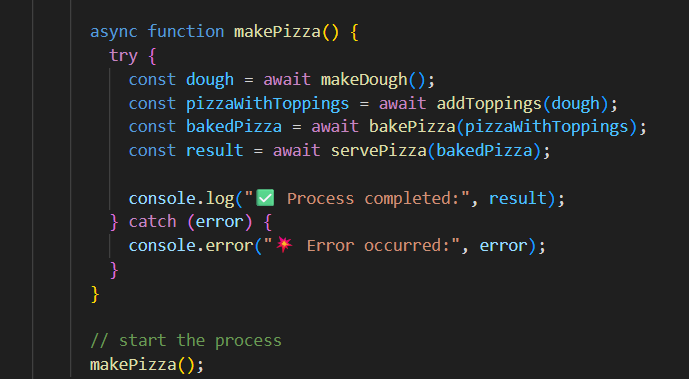 async function makePizza() {
try {
const dough = await makeDough();
const pizzaWithToppings = await addToppings(dough);
const bakedPizza = await bakePizza(pizzaWithToppings);
const result = await servePizza(bakedPizza);
console.log("✅ Process completed:", result);
} catch (error) {
console.error("💥 Error occurred:", error);
}
}
// start the process
makePizza();